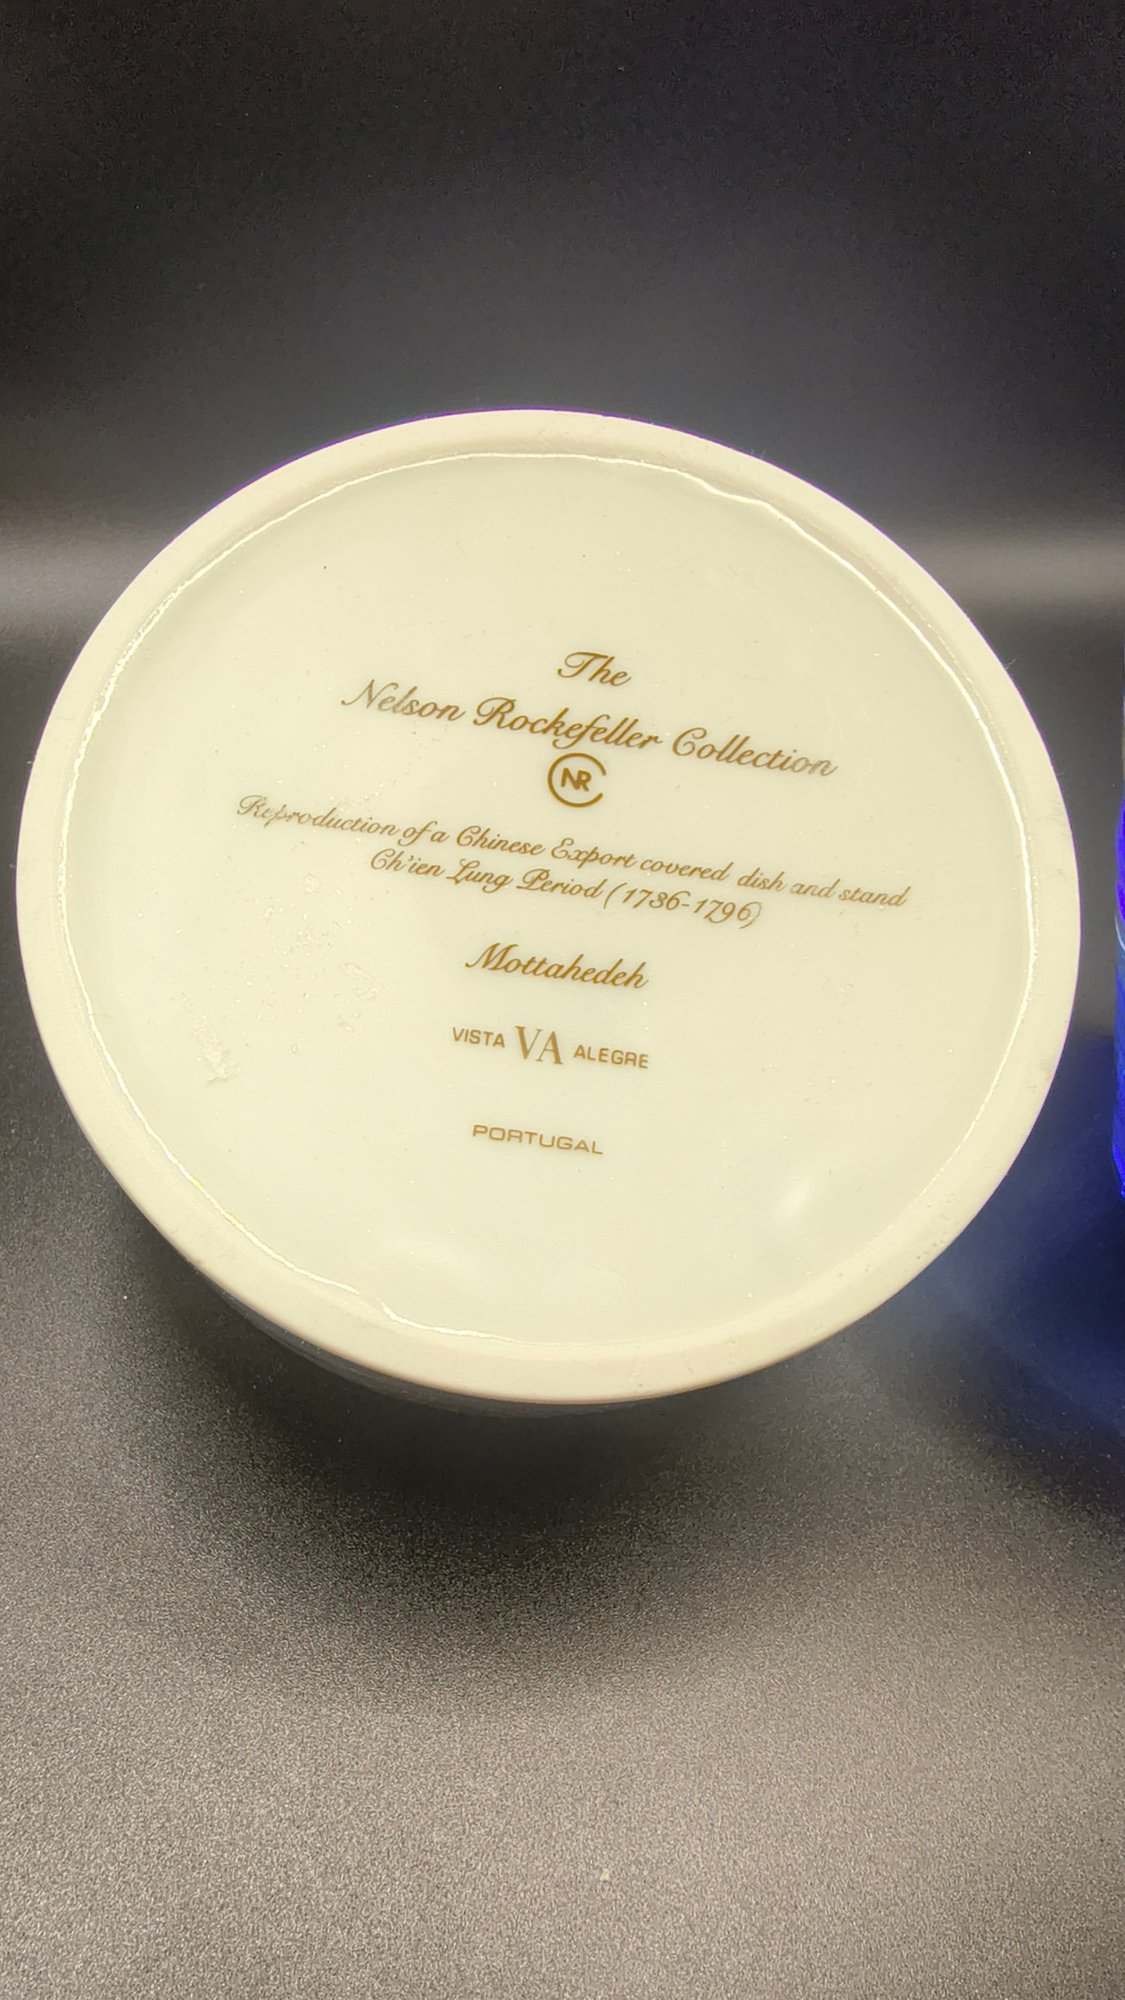 The
Nelson Rockefeller Collection
NR
Reproduction of a Chinese Export covered dish and stand
Ch'ien Lung Period (1736-1796)
Mottahedeh
VISTA VA ALEGRE
PORTUGAL